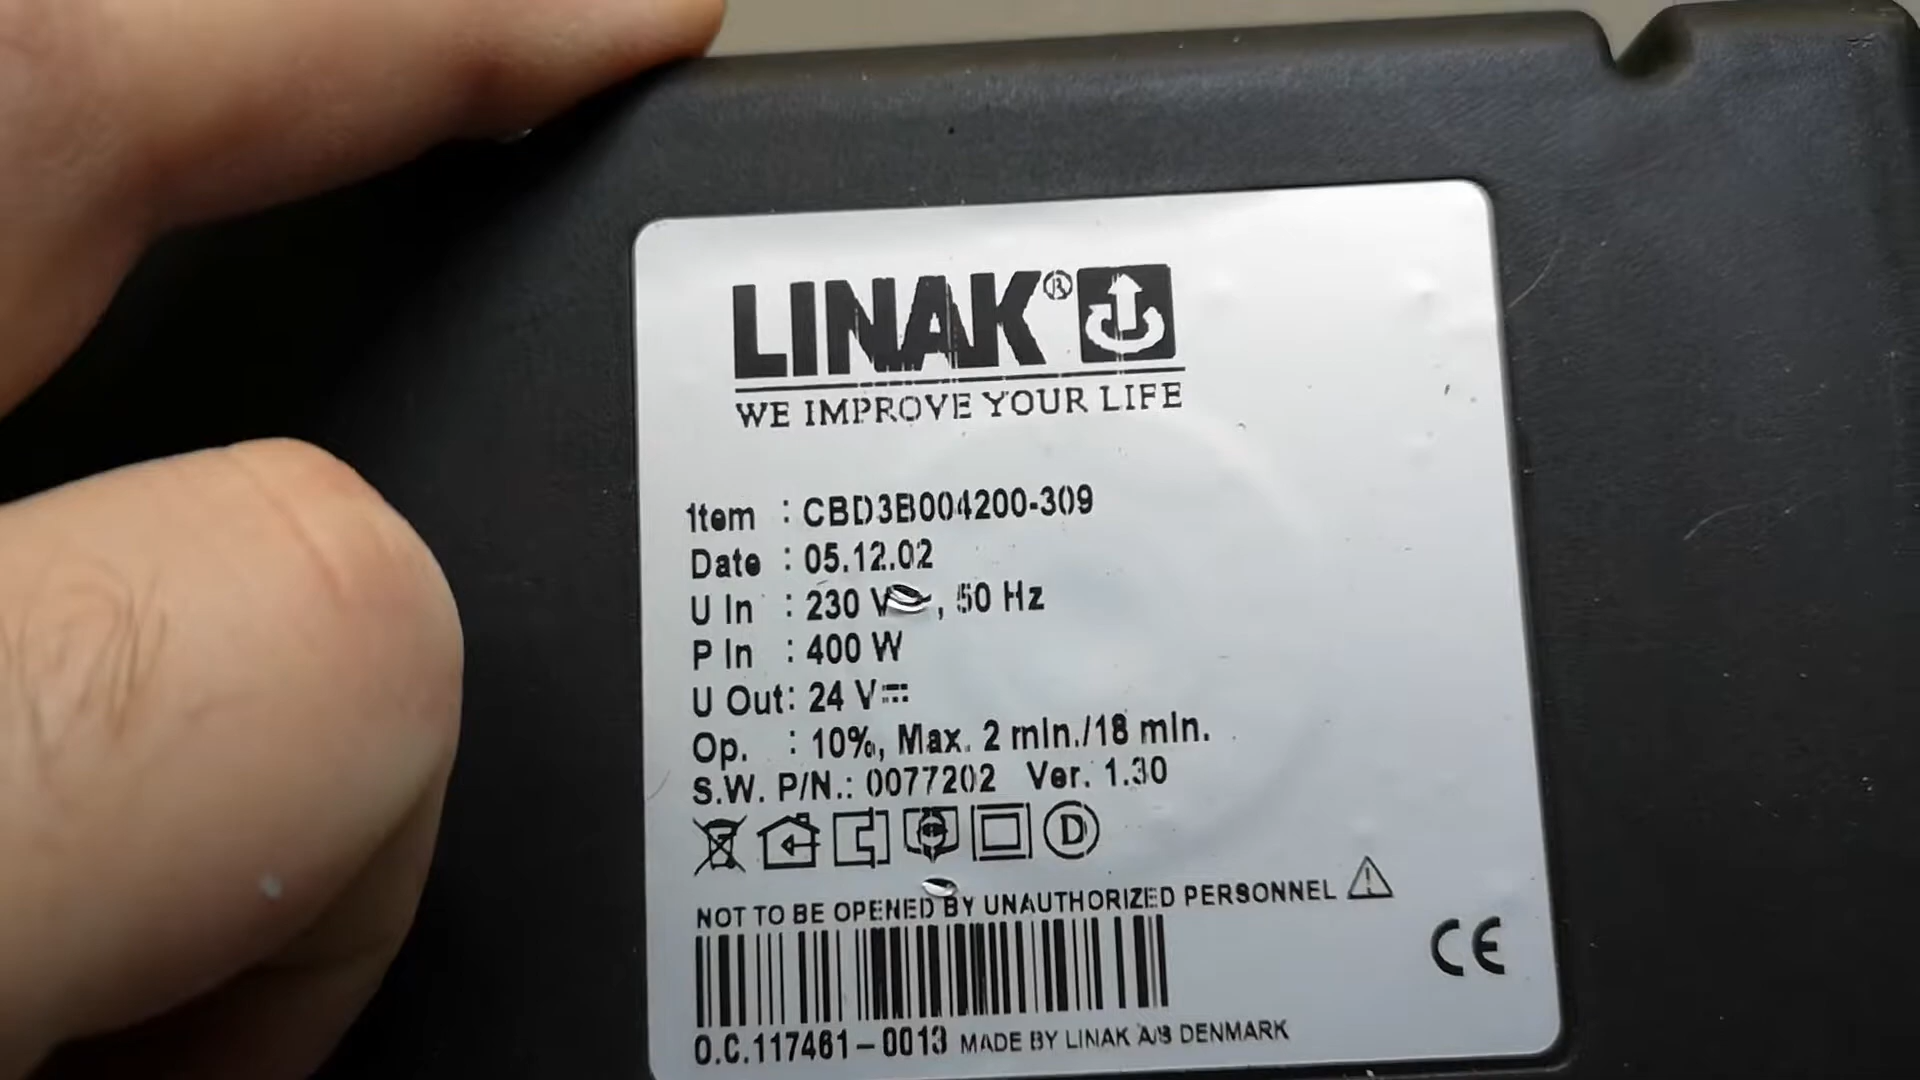 LINAK®
WE IMPROVE YOUR LIFE
Item : CBD3B004200-309
Date : 05.12.02
U In : 230 V~, 50 Hz
P In : 400 W
U Out: 24 V⎓
Op. : 10%, Max. 2 min./18 min.
S.W. P/N.: 0077202 Ver. 1.30
D
NOT TO BE OPENED BY UNAUTHORIZED PERSONNEL
CE
O.C.117461-0013 MADE BY LINAK A/S DENMARK